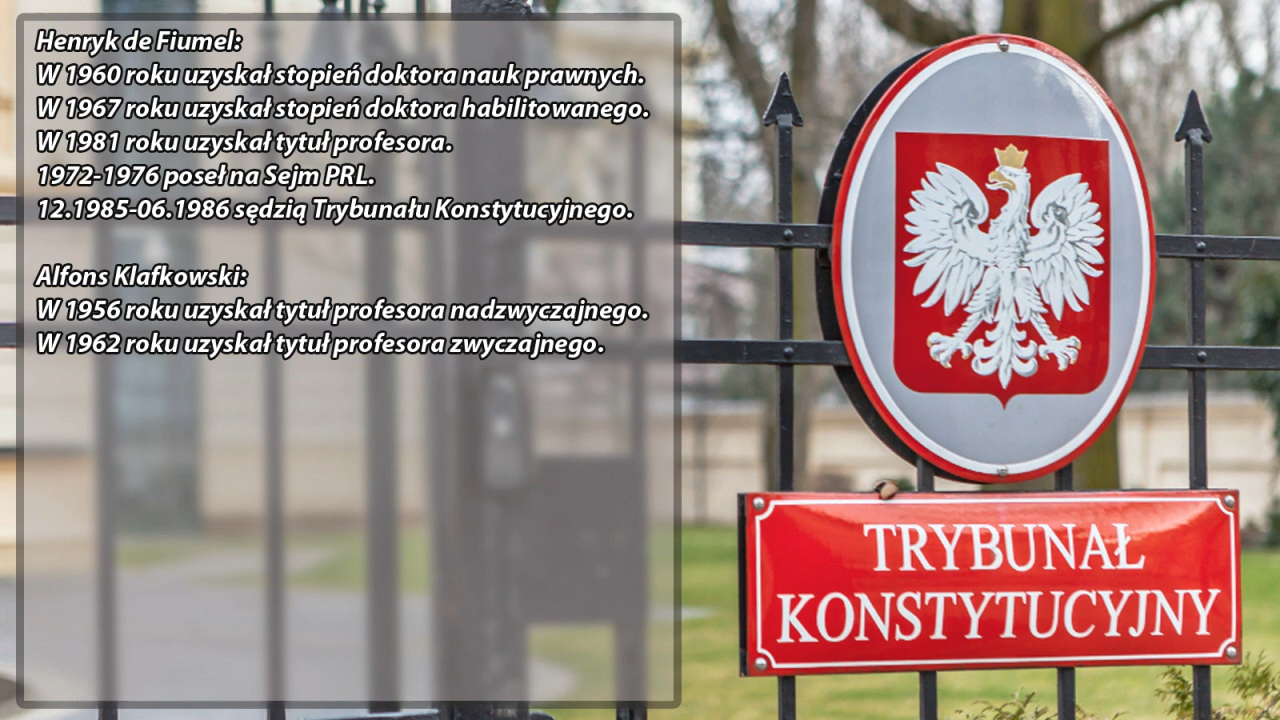 Henryk de Fiumel:
W 1960 roku uzyskał stopień doktora nauk prawnych.
W 1967 roku uzyskał stopień doktora habilitowanego.
W 1981 roku uzyskał tytuł profesora.
1972-1976 poseł na Sejm PRL.
12.1985-06.1986 sędzią Trybunału Konstytucyjnego.
Alfons Klafkowski:
W 1956 roku uzyskał tytuł profesora nadzwyczajnego.
W 1962 roku uzyskał tytuł profesora zwyczajnego.
TRYBUNAŁ
KONSTYTUCYJNY